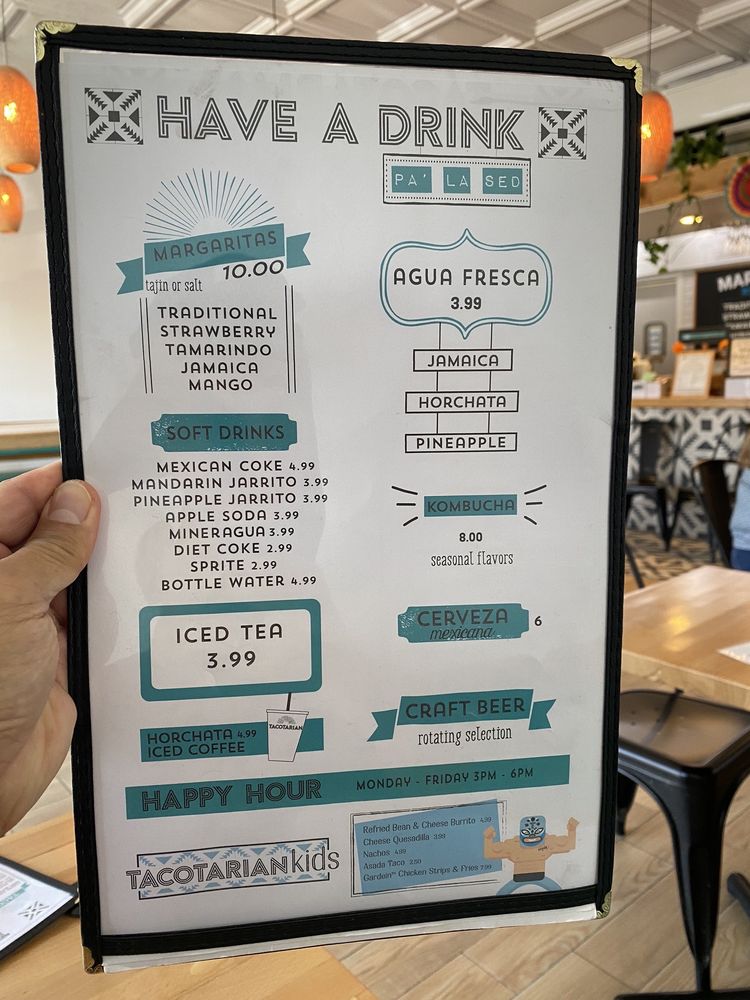 HAVE A DRINK
PA' LA SED
MARGARITAS
10.00
tajin or salt
TRADITIONAL
STRAWBERRY
TAMARINDO
JAMAICA
MANGO
SOFT DRINKS
MEXICAN COKE 4.99
MANDARIN JARRITO 3.99
PINEAPPLE JARRITO 3.99
APPLE SODA 3.99
MINERAGUA 3.99
DIET COKE 2.99
SPRITE 2.99
BOTTLE WATER 4.99
ICED TEA
3.99
HORCHATA 4.99
ICED COFFEE
TACOTARIAN
AGUA FRESCA
3.99
JAMAICA
HORCHATA
PINEAPPLE
KOMBUCHA
8.00
seasonal flavors
CERVEZA 6
mexicana
CRAFT BEER
rotating selection
HAPPY HOUR MONDAY - FRIDAY 3PM - 6PM
TACOTARIAN kids
Refried Bean & Cheese Burrito 4.99
Cheese Quesadilla 3.99
Nachos 4.99
Asada Taco 2.50
Gardein™ Chicken Strips & Fries 7.99